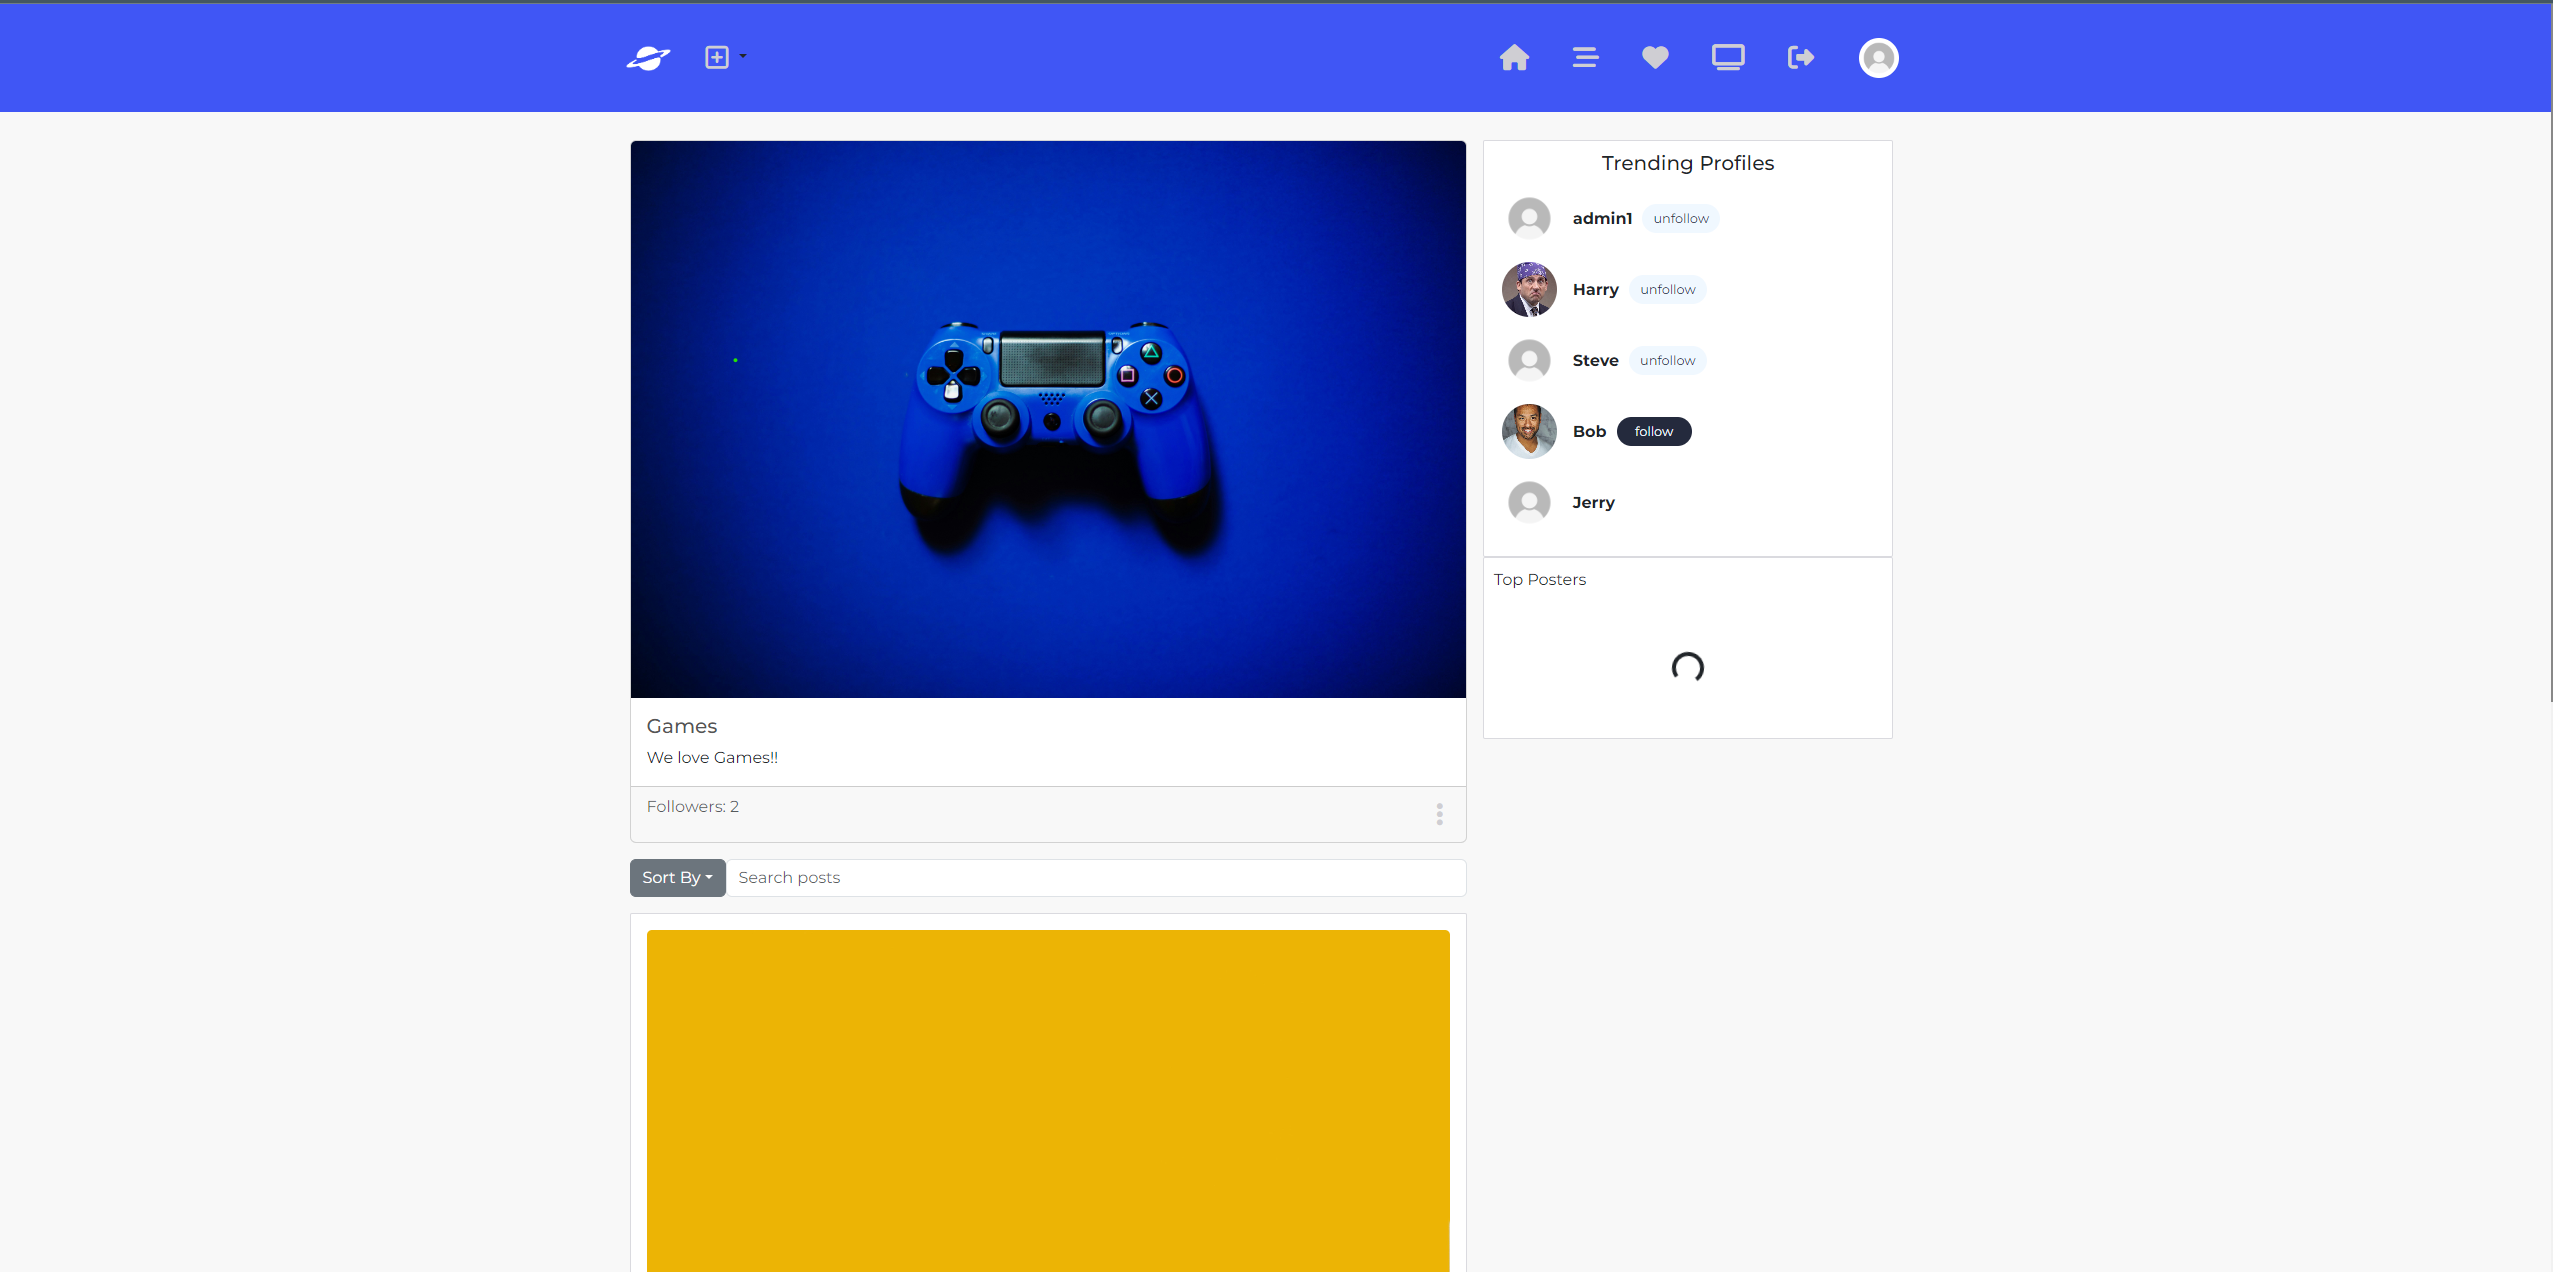 Trending Profiles
admin1 unfollow
Harry unfollow
Steve unfollow
Bob follow
Jerry
Top Posters
Games
We love Games!!
Followers: 2
Sort By Search posts